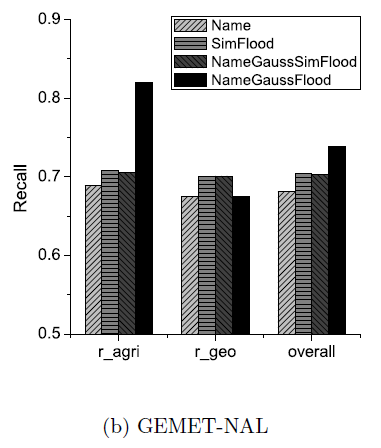 0.9
0.8
0.7
0.6
0.5
Recall
Name
SimFlood
NameGaussSimFlood
NameGaussFlood
r_agri r_geo overall
(b) GEMET-NAL